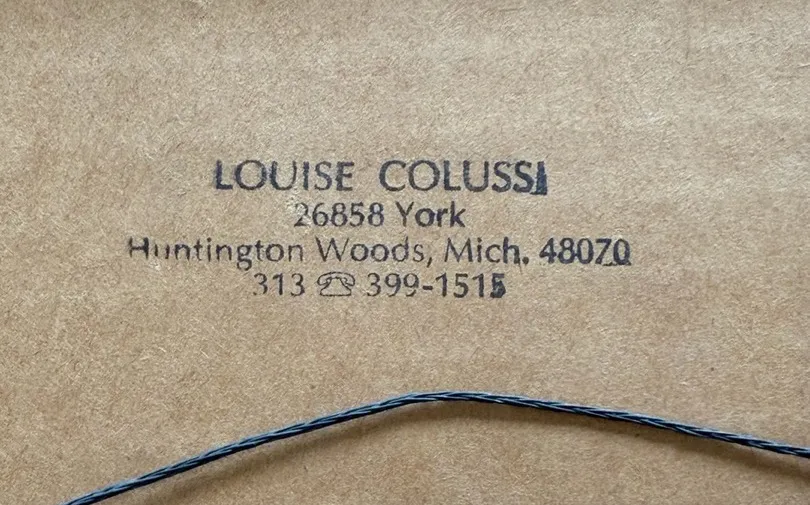 LOUISE COLUSSI
26858 York
Huntington Woods, Mich. 48070
313 ☎ 399-1515